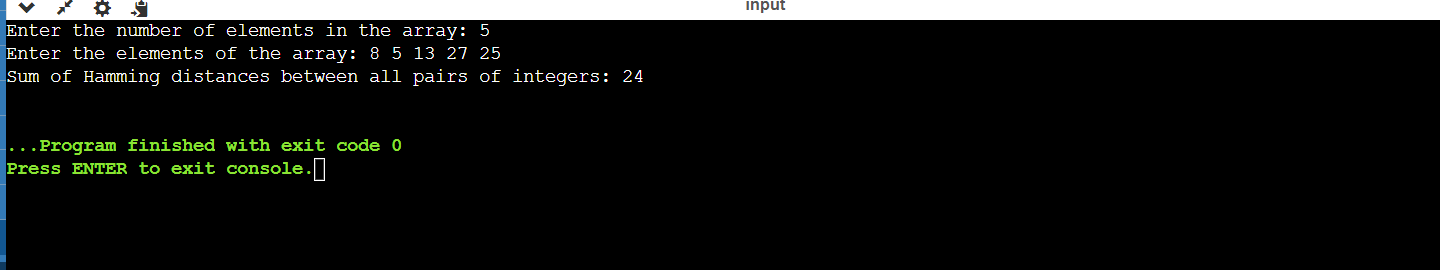 input
Enter the number of elements in the array: 5
Enter the elements of the array: 8 5 13 27 25
Sum of Hamming distances between all pairs of integers: 24
...Program finished with exit code 0
Press ENTER to exit console.